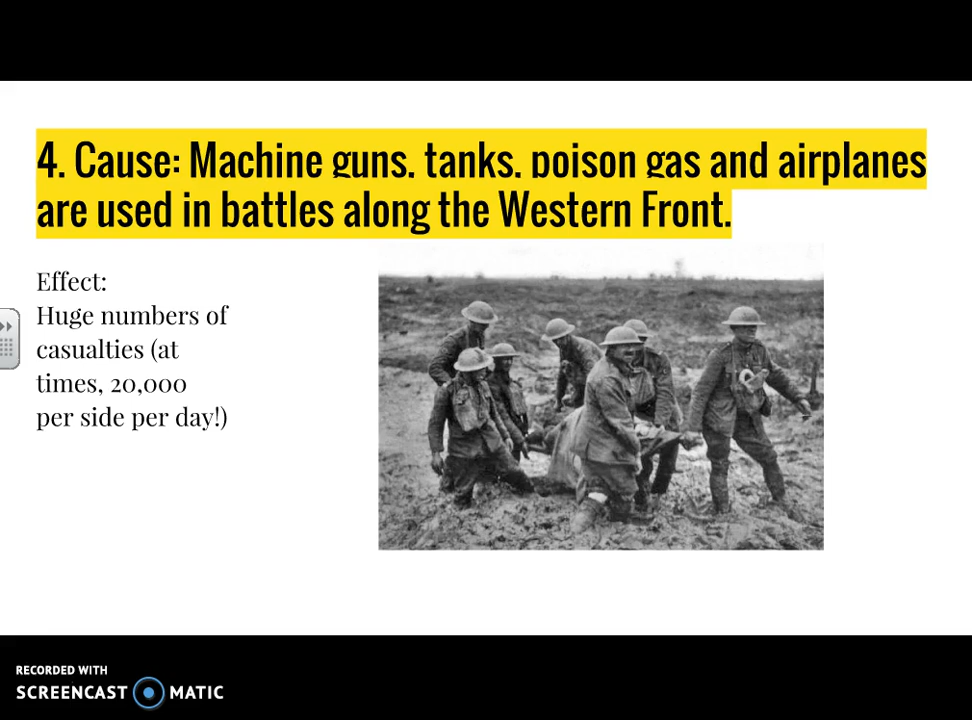 4. Cause: Machine guns, tanks, poison gas and airplanes
are used in battles along the Western Front.
Effect:
Huge numbers of
casualties (at
times, 20,000
per side per day!)
RECORDED WITH
SCREENCAST MATIC